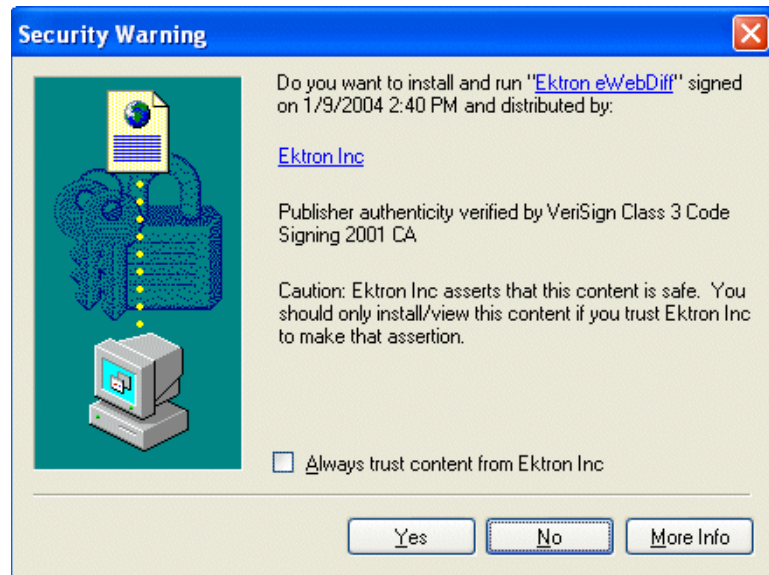 Security Warning
Do you want to install and run "Ektron eWebDiff" signed
on 1/9/2004 2:40 PM and distributed by:
Ektron Inc
Publisher authenticity verified by VeriSign Class 3 Code
Signing 2001 CA
Caution: Ektron Inc asserts that this content is safe.  You
should only install/view this content if you trust Ektron Inc
to make that assertion.
Always trust content from Ektron Inc
Yes No More Info